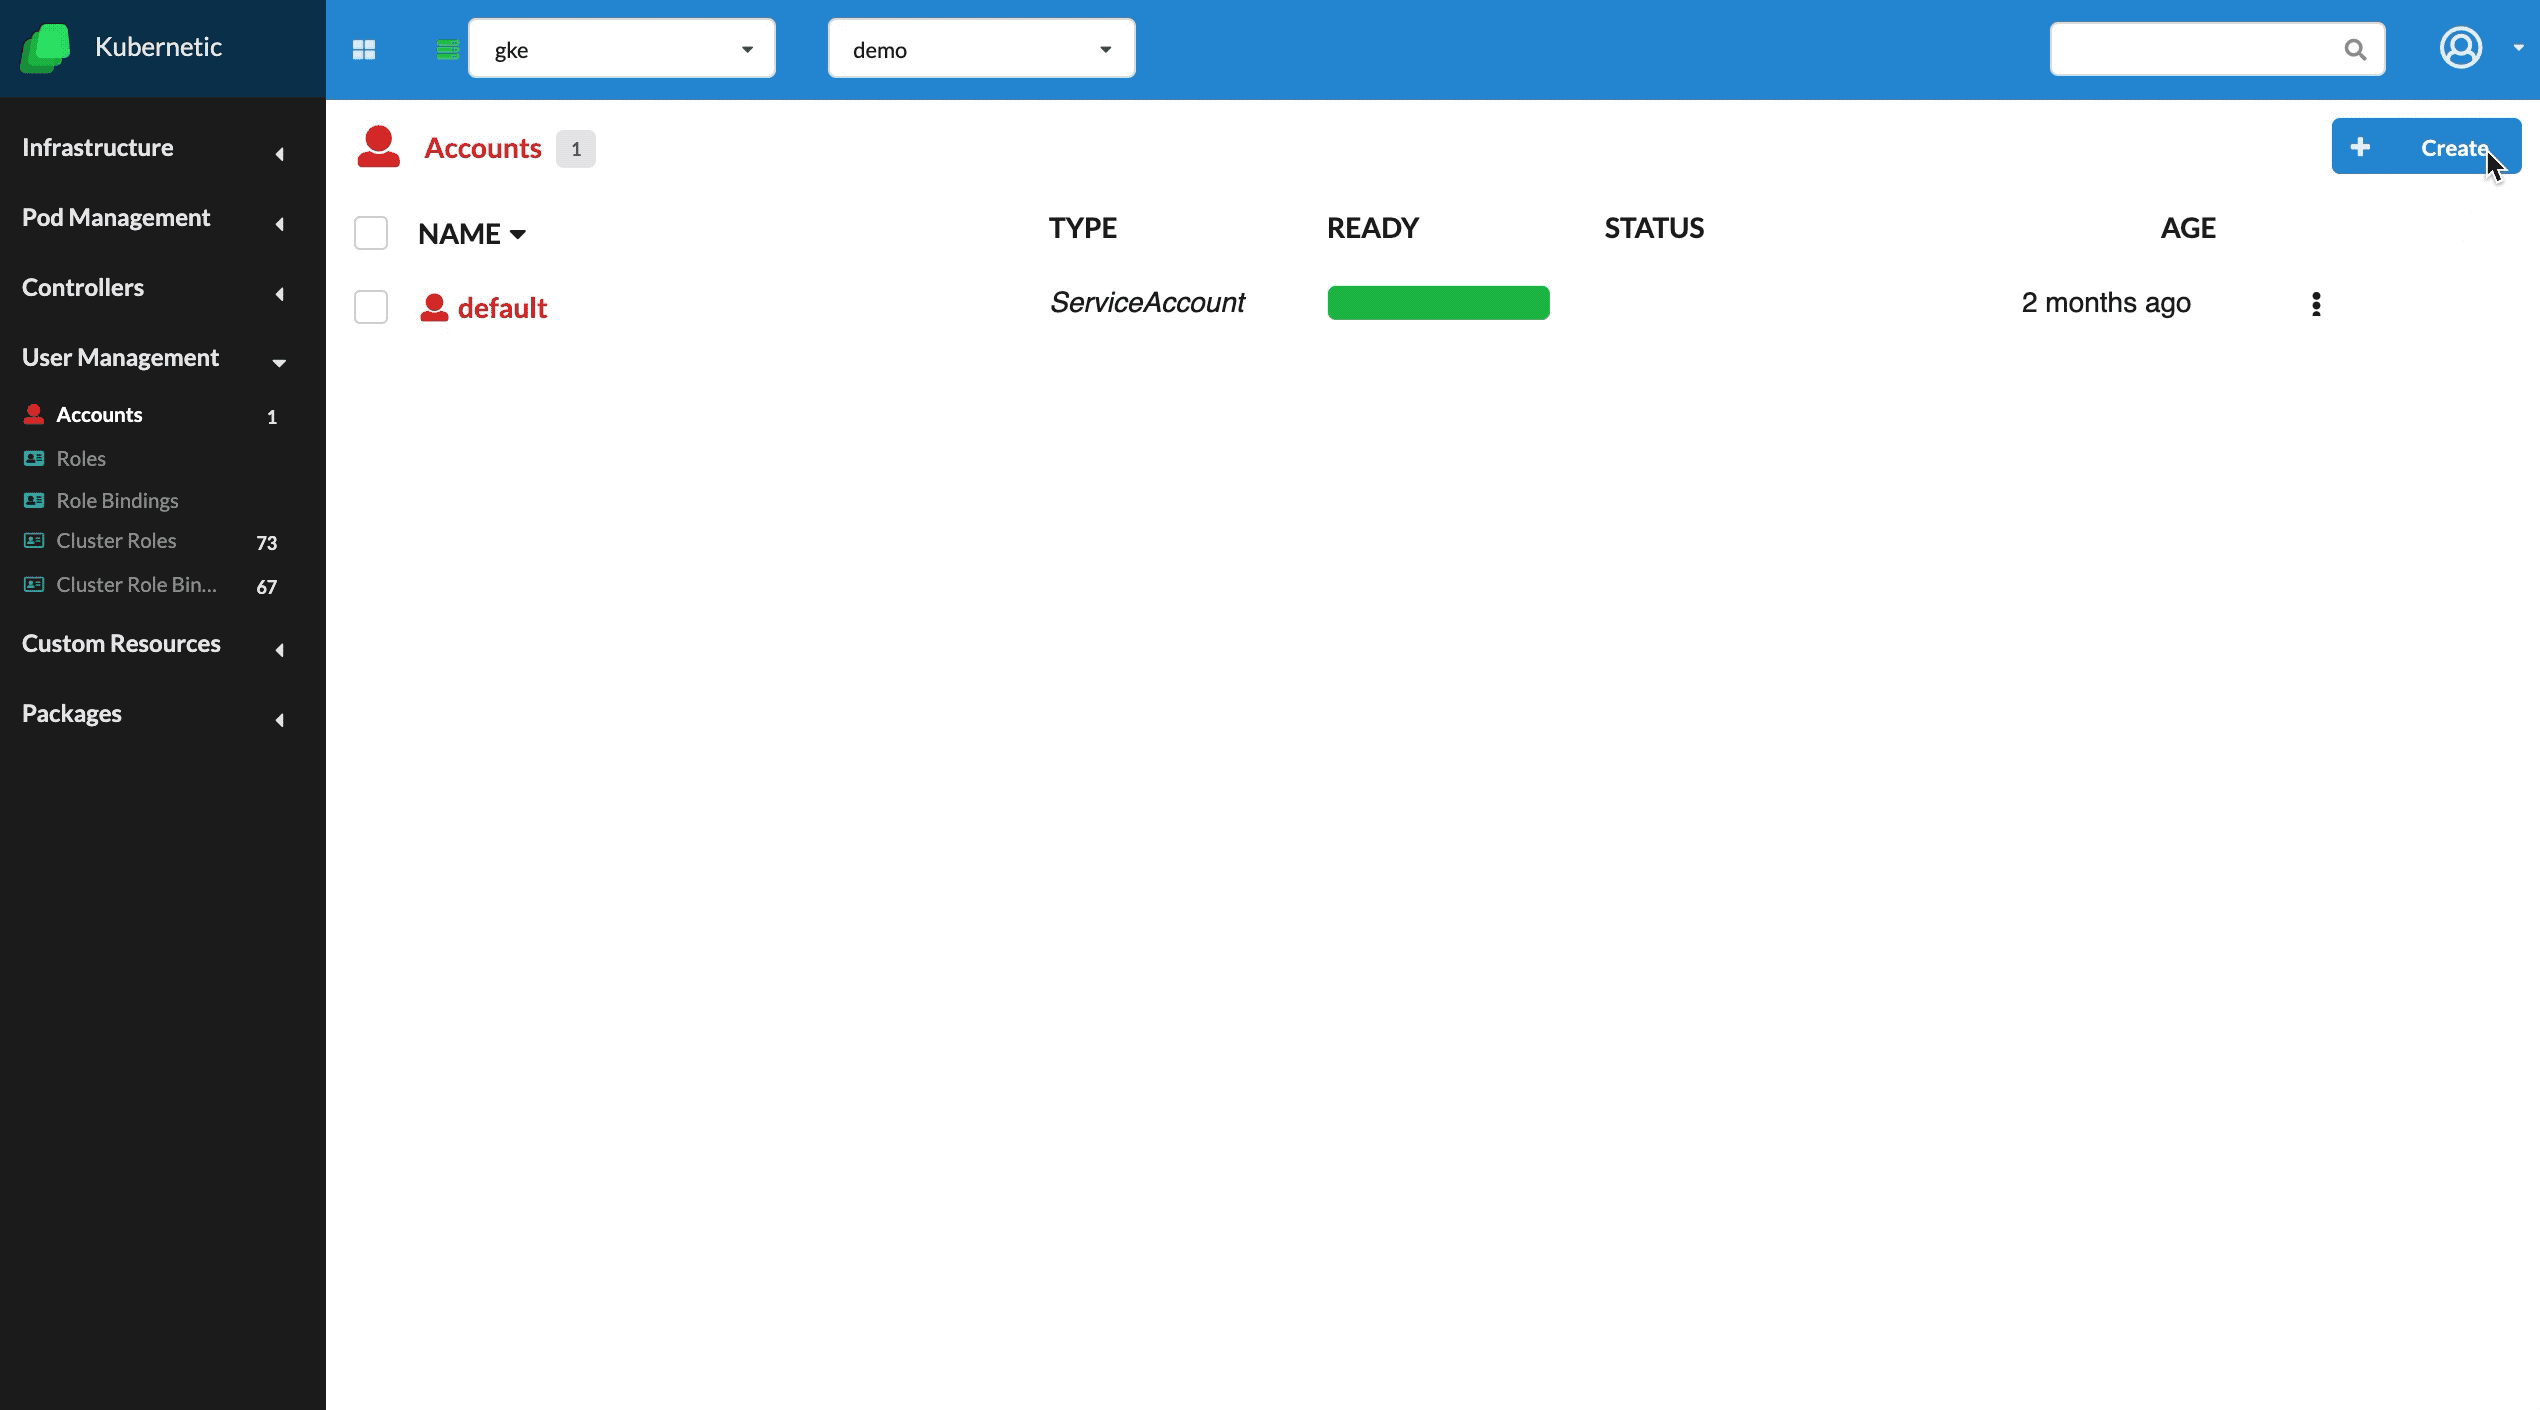 Kubernetic
gke
demo
Infrastructure
Pod Management
Controllers
User Management
Accounts 1
Roles
Role Bindings
Cluster Roles 73
Cluster Role Bin... 67
Custom Resources
Packages
Accounts 1
Create
NAME TYPE READY STATUS AGE
default ServiceAccount 2 months ago